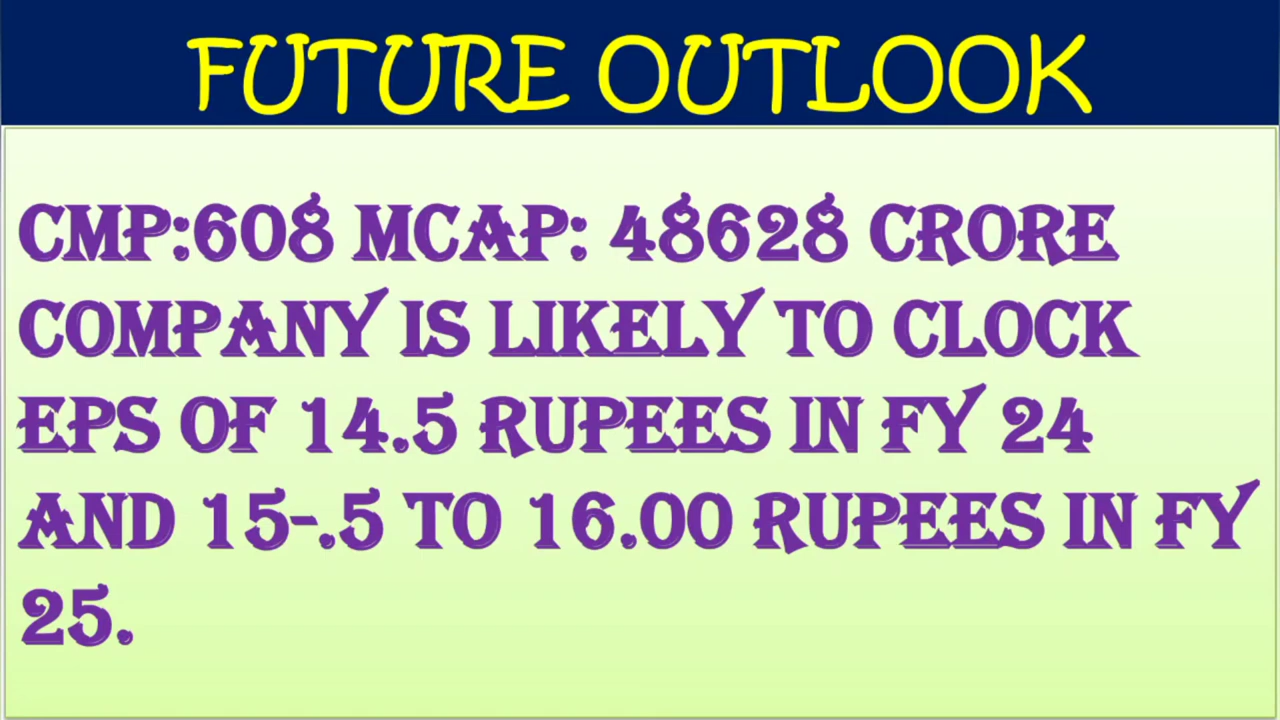 FUTURE OUTLOOK
CMP:608 MCAP: 48628 CRORE
COMPANY IS LIKELY TO CLOCK
EPS OF 14.5 RUPEES IN FY 24
AND 15-.5 TO 16.00 RUPEES IN FY
25.